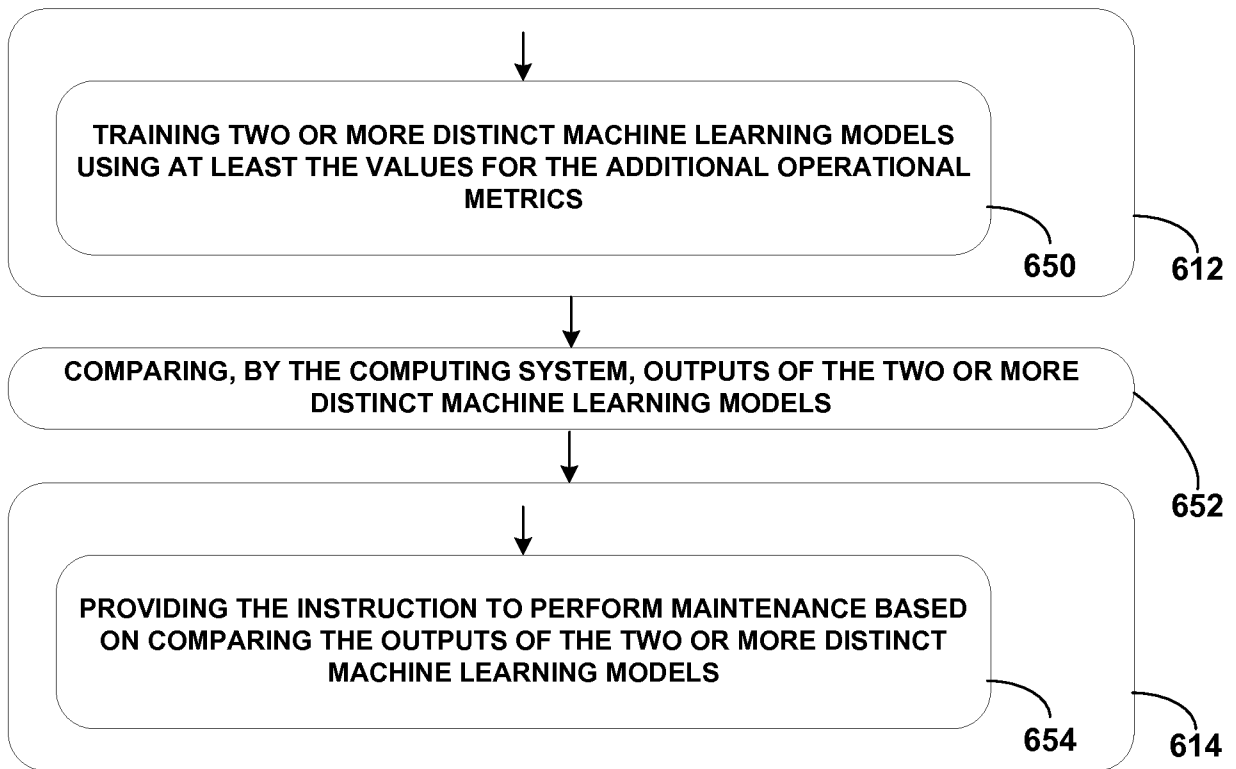 TRAINING TWO OR MORE DISTINCT MACHINE LEARNING MODELS
USING AT LEAST THE VALUES FOR THE ADDITIONAL OPERATIONAL
METRICS
650
612
COMPARING, BY THE COMPUTING SYSTEM, OUTPUTS OF THE TWO OR MORE
DISTINCT MACHINE LEARNING MODELS
652
PROVIDING THE INSTRUCTION TO PERFORM MAINTENANCE BASED
ON COMPARING THE OUTPUTS OF THE TWO OR MORE DISTINCT
MACHINE LEARNING MODELS
654
614